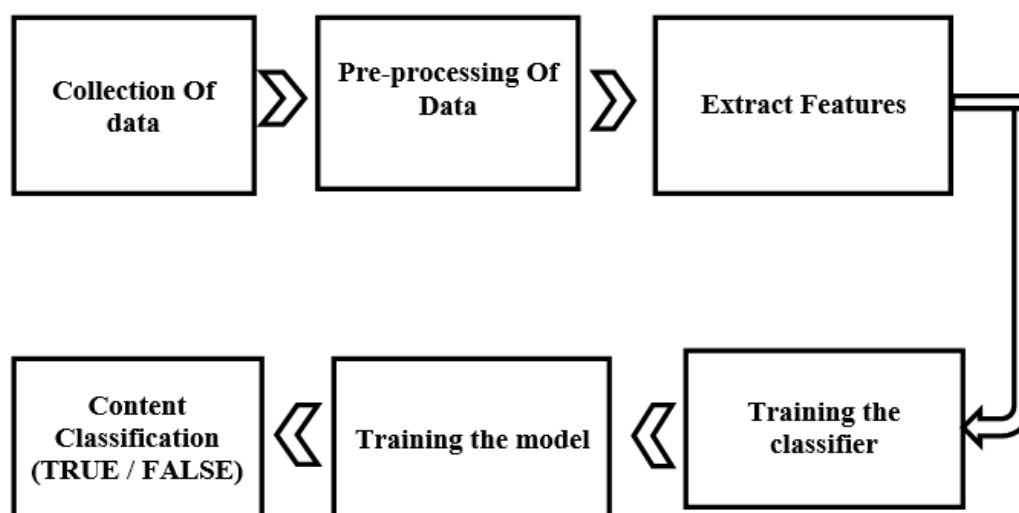 Collection Of
data
Pre-processing Of
Data
Extract Features
Training the
classifier
Training the model
Content
Classification
(TRUE / FALSE)